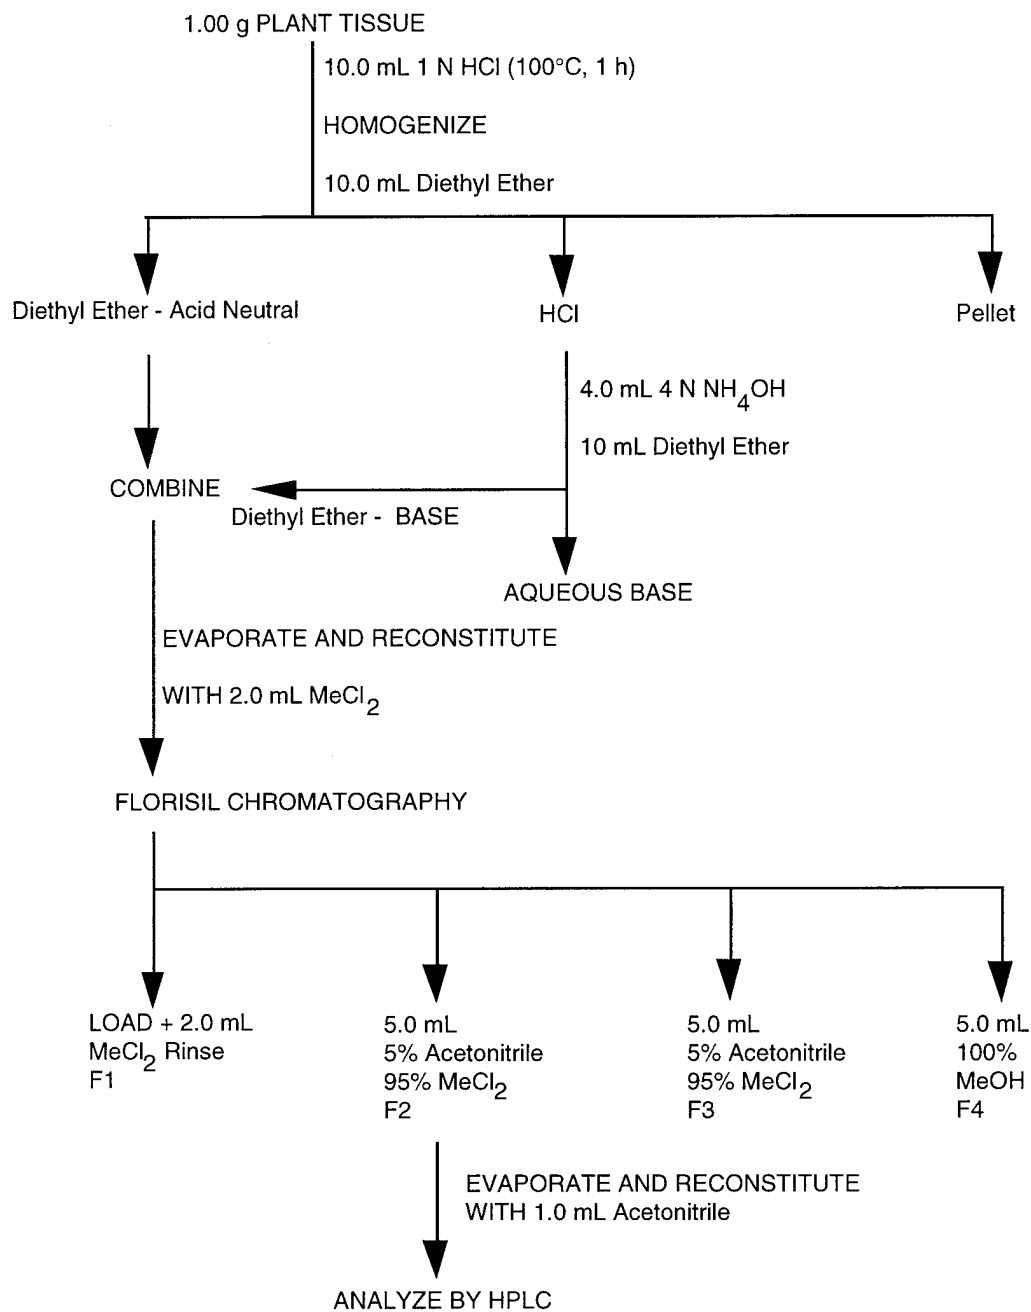 1.00 g PLANT TISSUE
10.0 mL 1 N HCl (100°C, 1 h)
HOMOGENIZE
10.0 mL Diethyl Ether
Diethyl Ether - Acid Neutral
HCl
Pellet
4.0 mL 4 N NH4OH
10 mL Diethyl Ether
COMBINE
Diethyl Ether - BASE
AQUEOUS BASE
EVAPORATE AND RECONSTITUTE
WITH 2.0 mL MeCl2
FLORISIL CHROMATOGRAPHY
LOAD + 2.0 mL
MeCl2 Rinse
F1
5.0 mL
5% Acetonitrile
95% MeCl2
F2
5.0 mL
5% Acetonitrile
95% MeCl2
F3
5.0 mL
100%
MeOH
F4
EVAPORATE AND RECONSTITUTE
WITH 1.0 mL Acetonitrile
ANALYZE BY HPLC